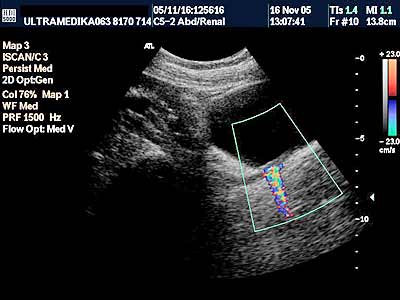 ULTRAMEDIKA063 8170 714
05/11/16:125616
C5-2 Abd/Renal
16 Nov 05
13:07:41
TIs 1.4
MI 1.1
Fr #10
13.8cm
Map 3
ISCAN/C 3
Persist Med
2D Opt:Gen
Col 76% Map 1
WF Med
PRF 1500 Hz
Flow Opt: Med V
ATL
+ 23.0
- 23.0
cm/s
-0
-5
-10